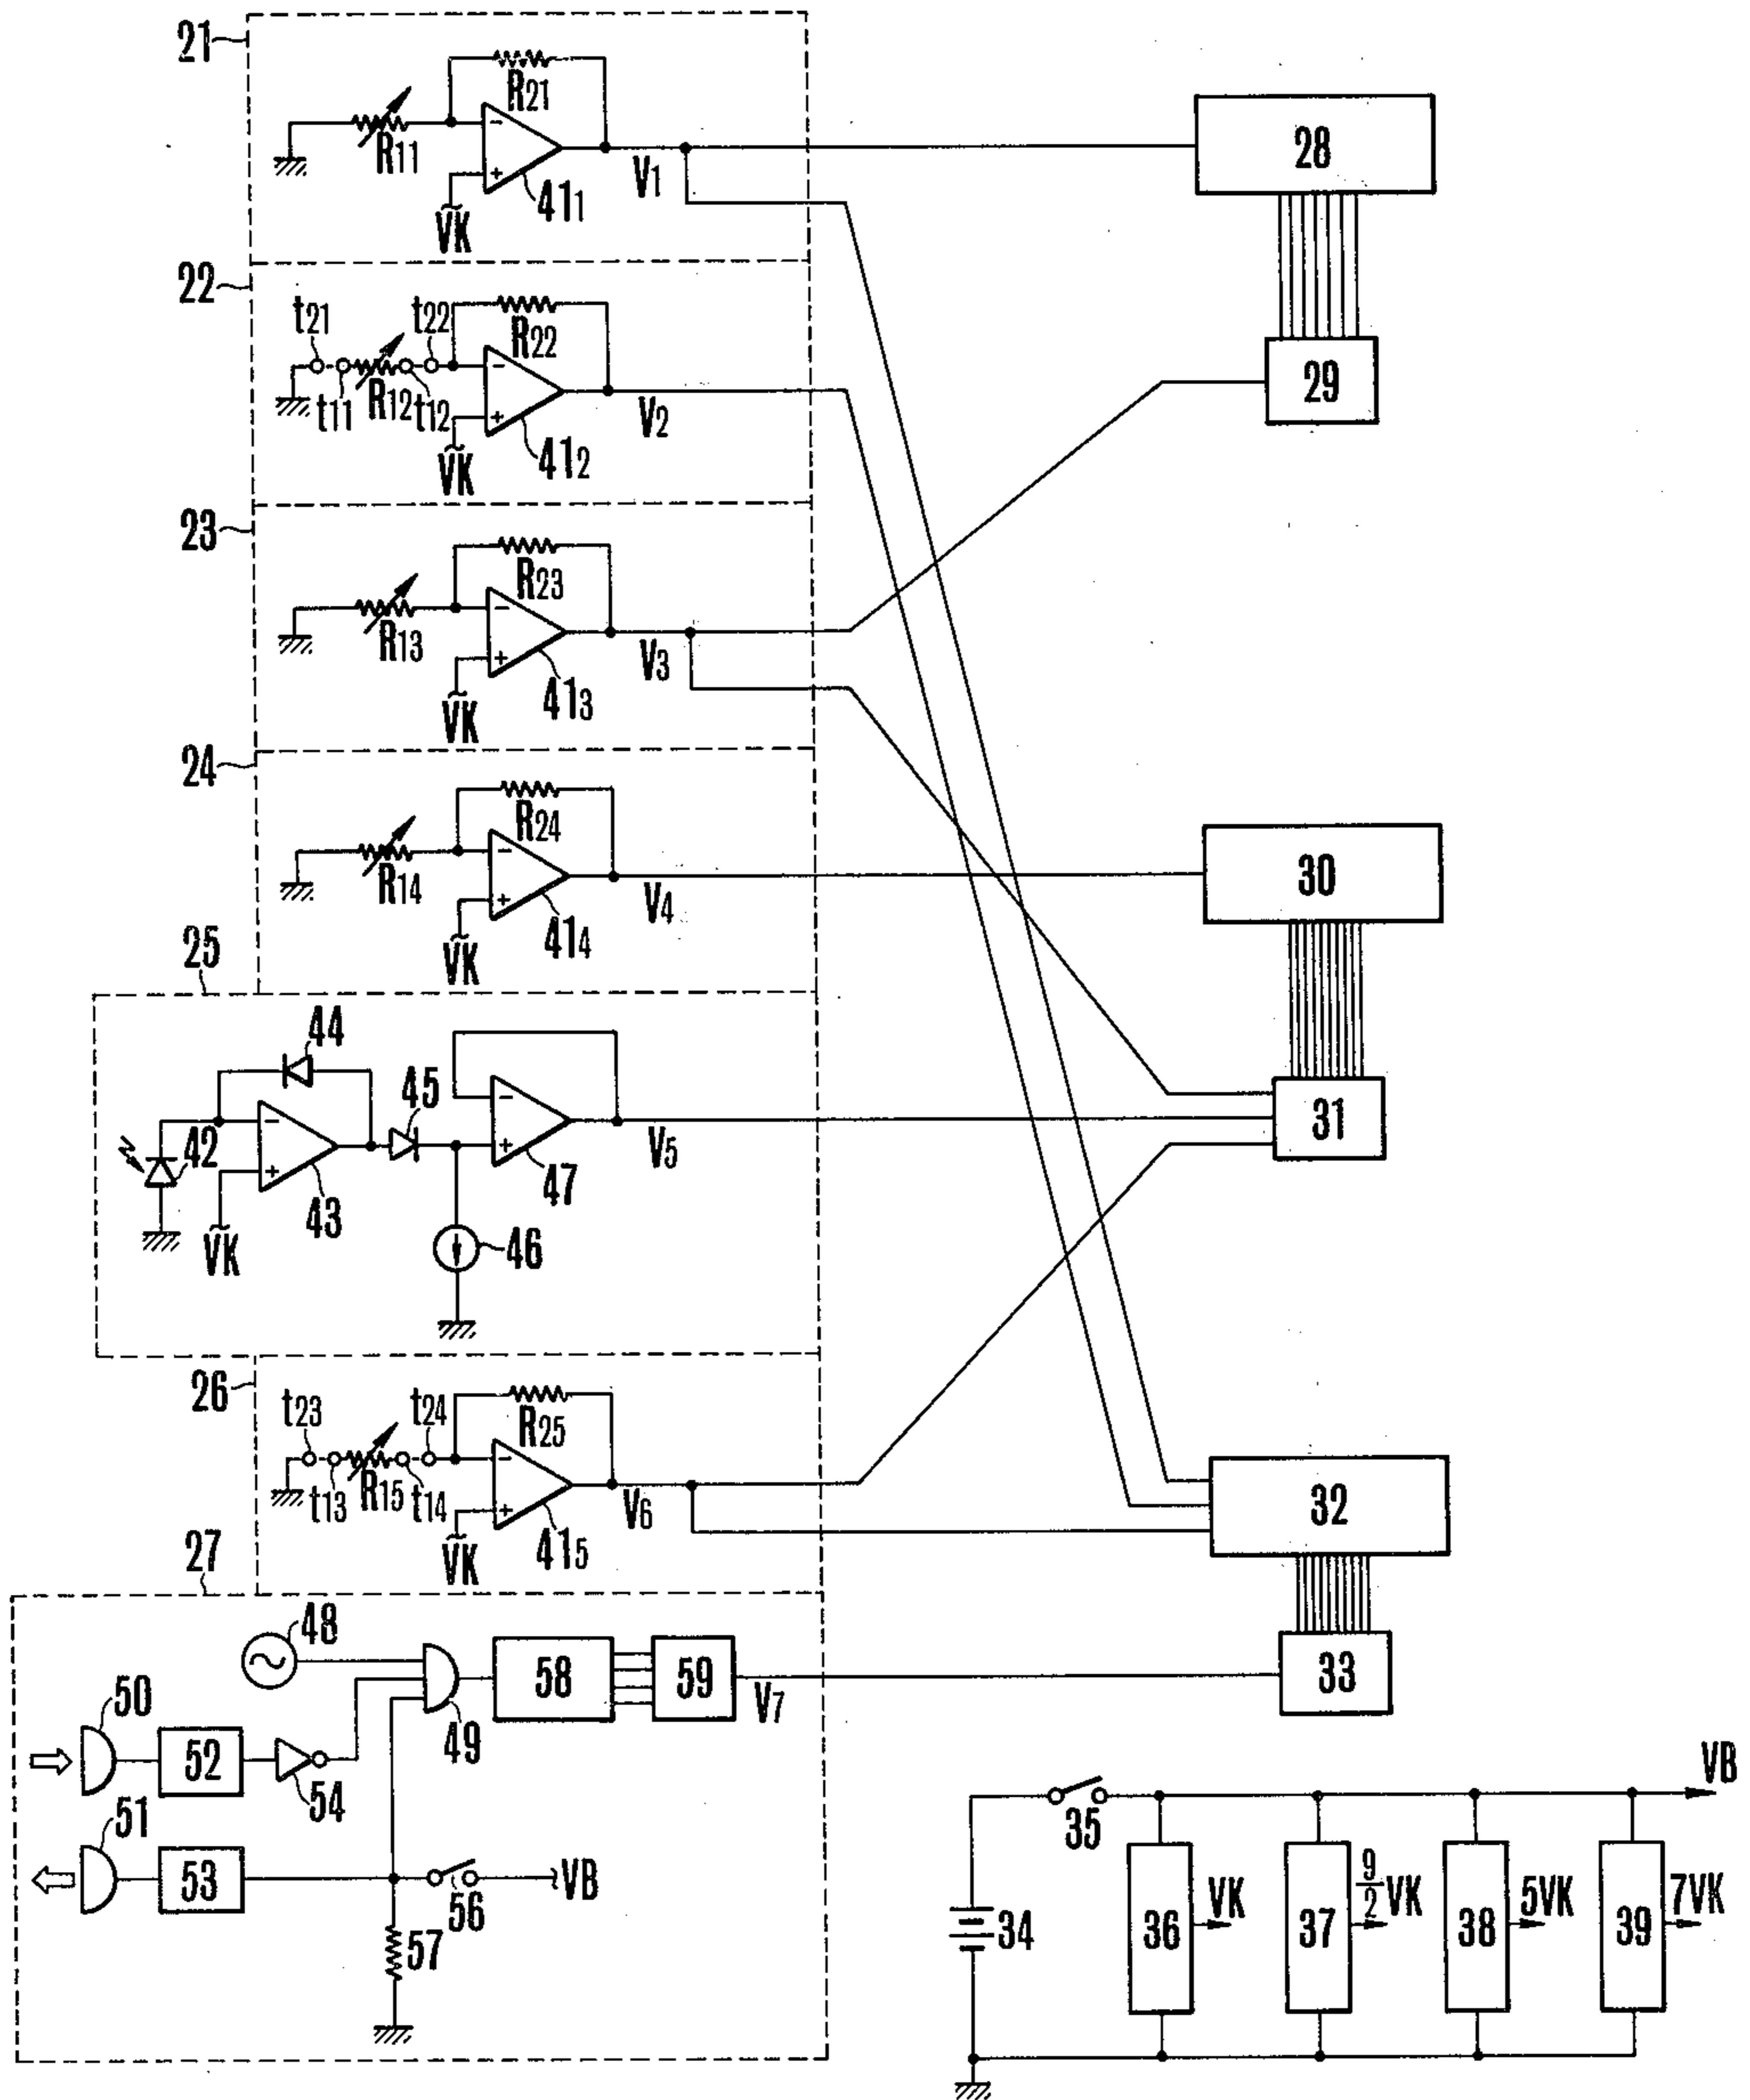 21
R21
R11
V1
28
411
VK
22
t21
t22
R22
t11
R12
t12
V2
29
412
VK
23
R23
R13
V3
413
VK
24
R24
R14
V4
30
414
VK
25
44
45
42
V5
31
43
47
VK
46
26
t23
t24
R25
t13
R15
t14
V6
32
415
VK
27
48
58
59
V7
33
50
49
52
54
51
53
56
VB
57
VB
35
34
36
VK
37
9/2 VK
38
5VK
39
7VK